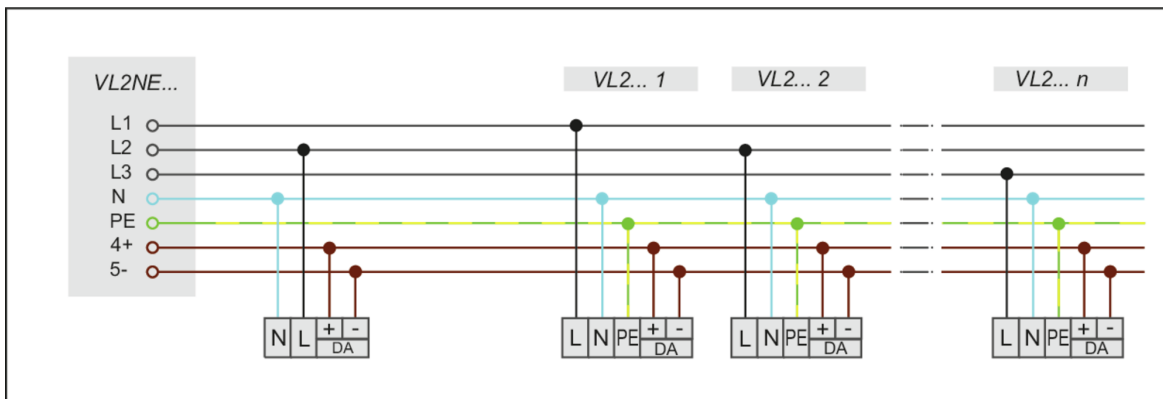 VL2NE...
VL2... 1
VL2... 2
VL2... n
L1
L2
L3
N
PE
4+
5-
N L + - DA
L N PE + - DA
L N PE + - DA
L N PE + - DA